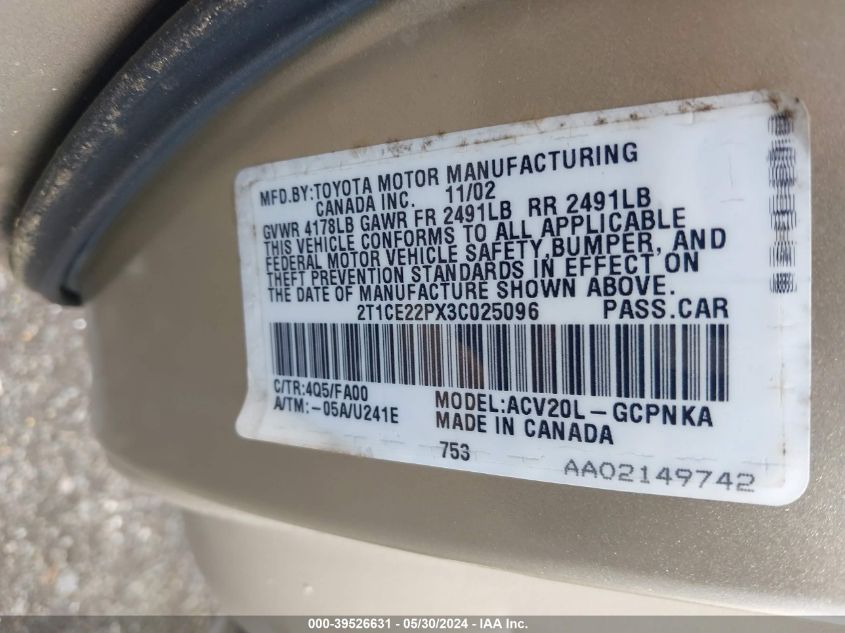 MFD.BY:TOYOTA MOTOR MANUFACTURING
CANADA INC. 11/02
GVWR 4178LB GAWR FR 2491LB RR 2491LB
THIS VEHICLE CONFORMS TO ALL APPLICABLE
FEDERAL MOTOR VEHICLE SAFETY,BUMPER, AND
THEFT PREVENTION STANDARDS IN EFFECT ON
THE DATE OF MANUFACTURE SHOWN ABOVE.
2T1CE22PX3C025096 PASS.CAR
C/TR:4Q5/FA00
A/TM:-05A/U241E
MODEL:ACV20L-GCPNKA
MADE IN CANADA
753
AA02149742
000-39526631 - 05/30/2024 - IAA Inc.